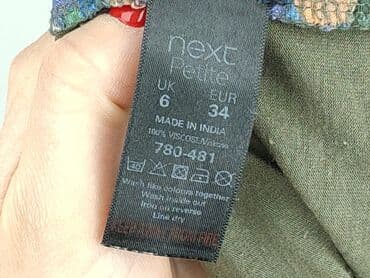 next
Petite
UK EUR
6 34
MADE IN INDIA
100% VISCOSE/Viskose
780-481
Wash like colours together
Wash inside out
Iron on reverse
Line dry
KEEP AWAY FROM FIRE